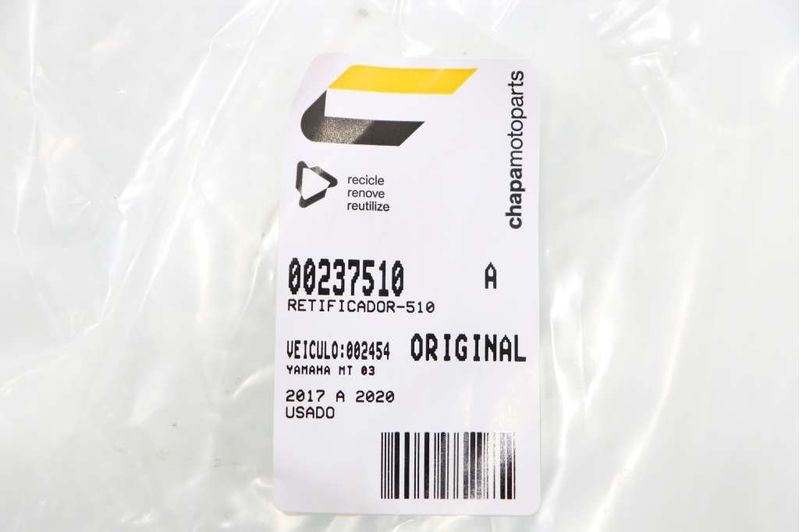 chapamotoparts
recicle
renove
reutilize
00237510 A
RETIFICADOR-510
VEICULO:002454 ORIGINAL
YAMAHA MT 03
2017 A 2020
USADO